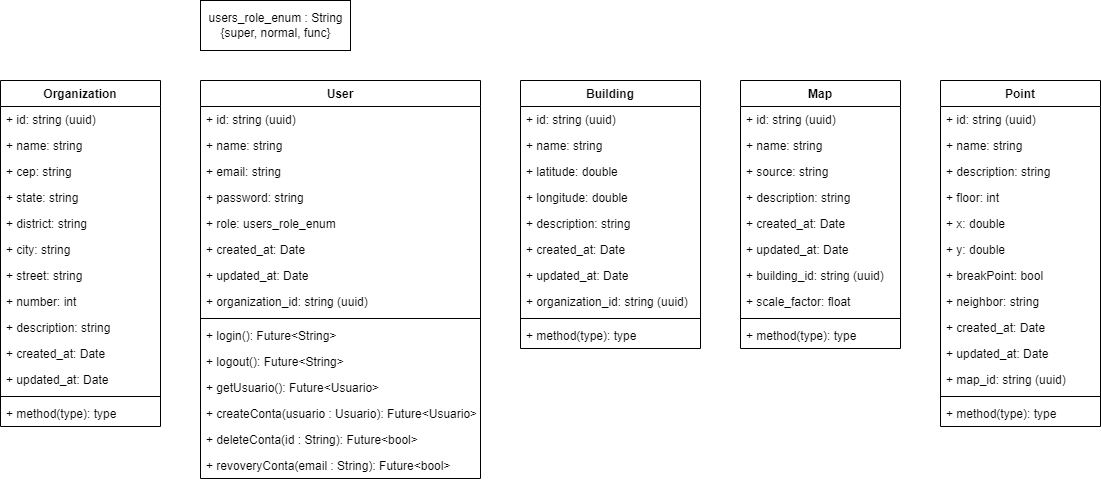 users_role_enum : String
{super, normal, func}
Organization
+ id: string (uuid)
+ name: string
+ cep: string
+ state: string
+ district: string
+ city: string
+ street: string
+ number: int
+ description: string
+ created_at: Date
+ updated_at: Date
+ method(type): type
User
+ id: string (uuid)
+ name: string
+ email: string
+ password: string
+ role: users_role_enum
+ created_at: Date
+ updated_at: Date
+ organization_id: string (uuid)
+ login(): Future<String>
+ logout(): Future<String>
+ getUsuario(): Future<Usuario>
+ createConta(usuario : Usuario): Future<Usuario>
+ deleteConta(id : String): Future<bool>
+ revoveryConta(email : String): Future<bool>
Building
+ id: string (uuid)
+ name: string
+ latitude: double
+ longitude: double
+ description: string
+ created_at: Date
+ updated_at: Date
+ organization_id: string (uuid)
+ method(type): type
Map
+ id: string (uuid)
+ name: string
+ source: string
+ description: string
+ created_at: Date
+ updated_at: Date
+ building_id: string (uuid)
+ scale_factor: float
+ method(type): type
Point
+ id: string (uuid)
+ name: string
+ description: string
+ floor: int
+ x: double
+ y: double
+ breakPoint: bool
+ neighbor: string
+ created_at: Date
+ updated_at: Date
+ map_id: string (uuid)
+ method(type): type